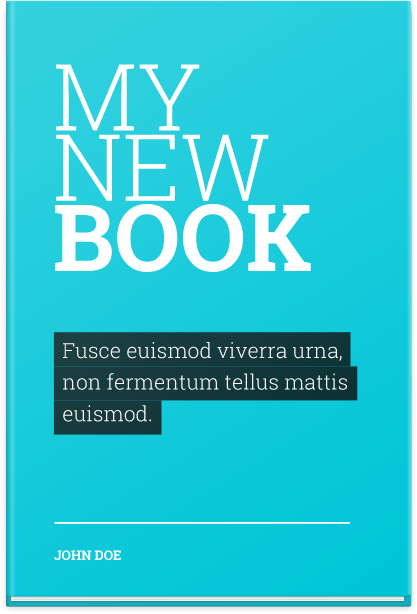 MY
NEW
BOOK
Fusce euismod viverra urna,
non fermentum tellus mattis
euismod.
JOHN DOE